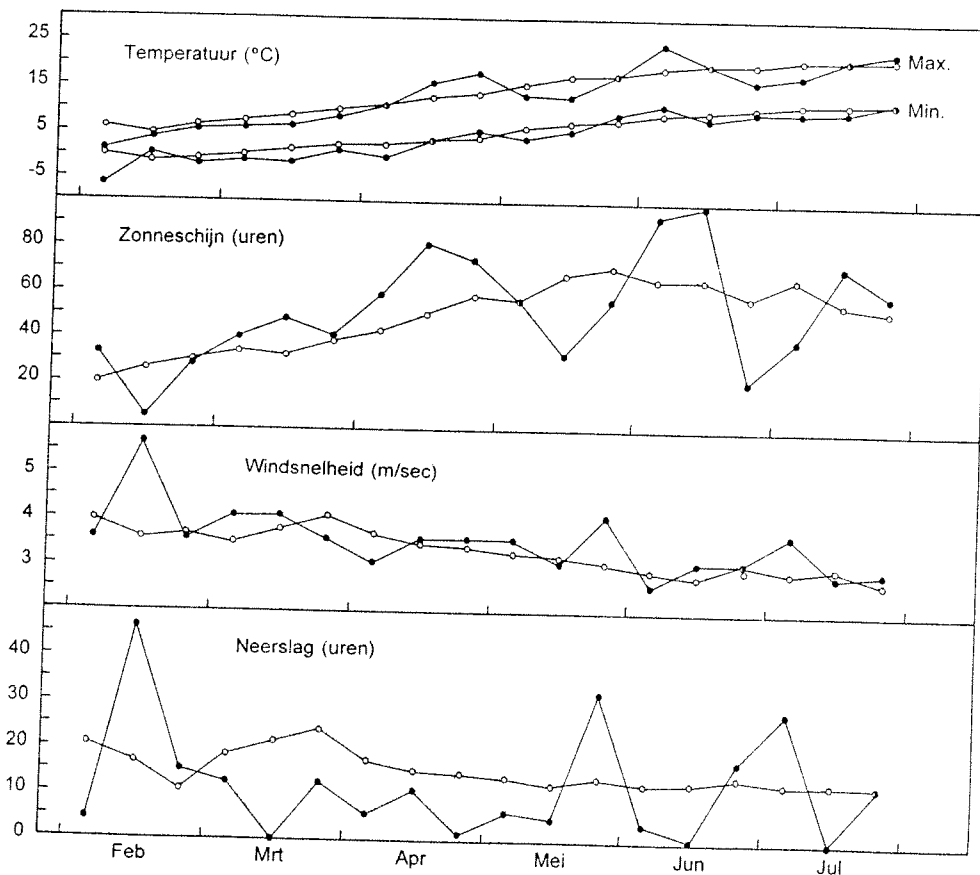 Temperatuur (°C)
25
15
5
-5
Max.
Min.
Zonneschijn (uren)
80
60
40
20
Windsnelheid (m/sec)
5
4
3
Neerslag (uren)
40
30
20
10
0
Feb Mrt Apr Mei Jun Jul